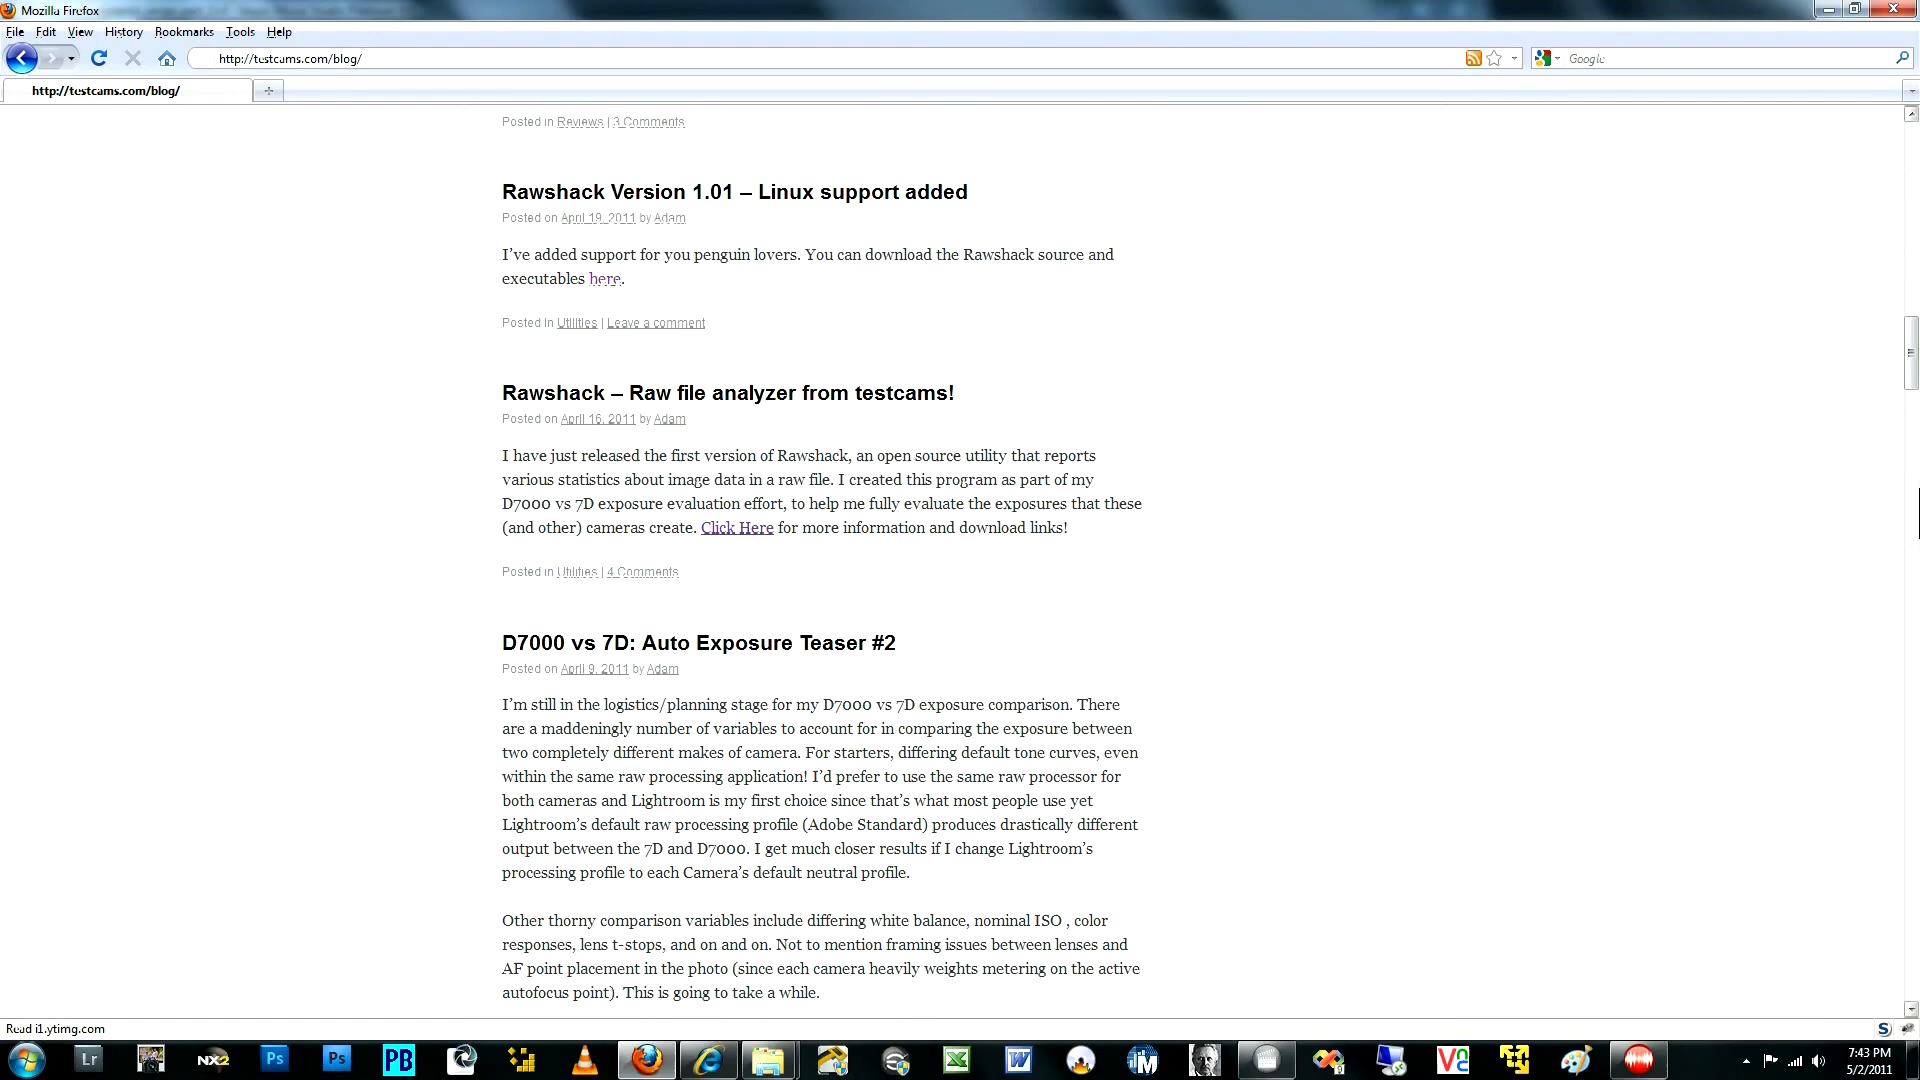 Mozilla Firefox
File Edit View History Bookmarks Tools Help
http://testcams.com/blog/
Google
http://testcams.com/blog/
Posted in Reviews | 3 Comments
Rawshack Version 1.01 – Linux support added
Posted on April 19, 2011 by Adam
I’ve added support for you penguin lovers. You can download the Rawshack source and
executables here.
Posted in Utilities | Leave a comment
Rawshack – Raw file analyzer from testcams!
Posted on April 16, 2011 by Adam
I have just released the first version of Rawshack, an open source utility that reports
various statistics about image data in a raw file. I created this program as part of my
D7000 vs 7D exposure evaluation effort, to help me fully evaluate the exposures that these
(and other) cameras create. Click Here for more information and download links!
Posted in Utilities | 4 Comments
D7000 vs 7D: Auto Exposure Teaser #2
Posted on April 9, 2011 by Adam
I’m still in the logistics/planning stage for my D7000 vs 7D exposure comparison. There
are a maddeningly number of variables to account for in comparing the exposure between
two completely different makes of camera. For starters, differing default tone curves, even
within the same raw processing application! I’d prefer to use the same raw processor for
both cameras and Lightroom is my first choice since that’s what most people use yet
Lightroom’s default raw processing profile (Adobe Standard) produces drastically different
output between the 7D and D7000. I get much closer results if I change Lightroom’s
processing profile to each Camera’s default neutral profile.
Other thorny comparison variables include differing white balance, nominal ISO , color
responses, lens t-stops, and on and on. Not to mention framing issues between lenses and
AF point placement in the photo (since each camera heavily weights metering on the active
autofocus point). This is going to take a while.
Read i1.ytimg.com
Lr NX2 Ps Ps PB
7:43 PM
5/2/2011